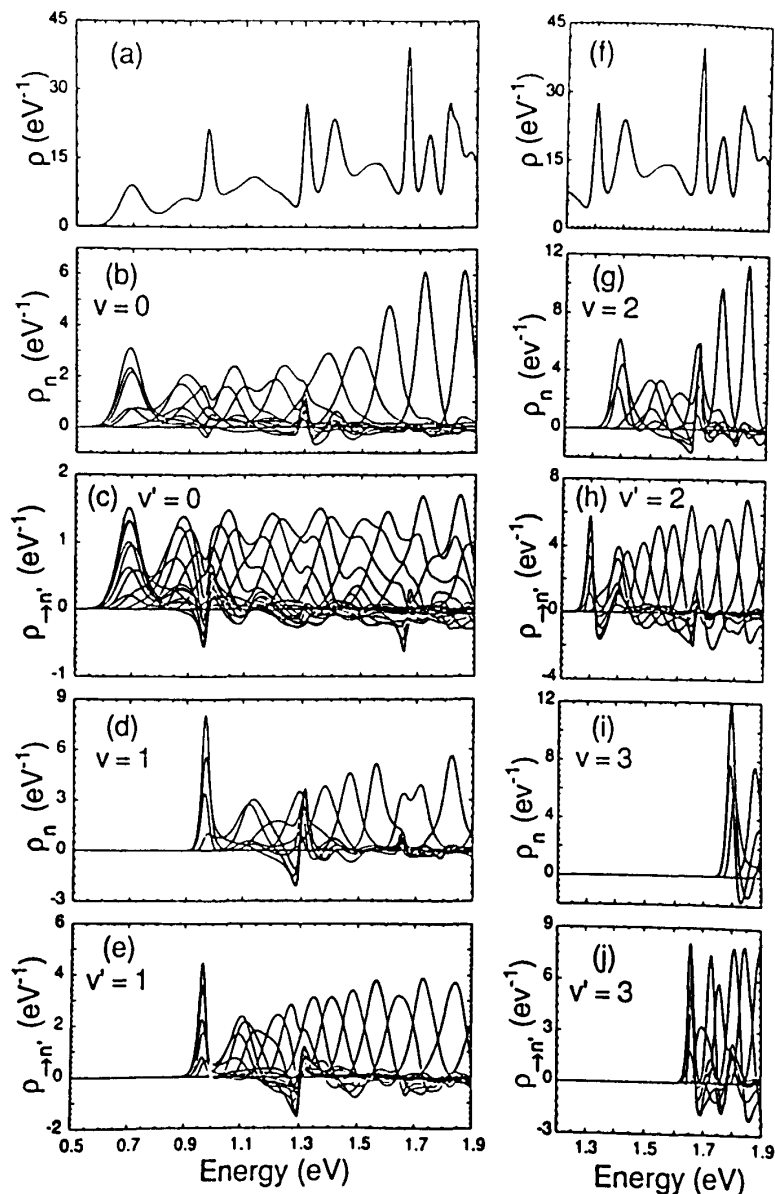 45
30
15
0
ρ (eV⁻¹)
(a)
6
4
2
0
ρn (eV⁻¹)
(b)
v = 0
2
1
0
-1
ρ→n' (eV⁻¹)
(c) v' = 0
9
6
3
0
-3
ρn (eV⁻¹)
(d)
v = 1
6
4
2
0
-2
ρ→n' (eV⁻¹)
(e)
v' = 1
0.5 0.7 0.9 1.1 1.3 1.5 1.7 1.9
Energy (eV)
45
30
15
0
ρ (eV⁻¹)
(f)
12
8
4
0
ρn (eV⁻¹)
(g)
v = 2
8
4
0
-4
ρ→n' (eV⁻¹)
(h) v' = 2
12
8
4
0
ρn (ev⁻¹)
(i)
v = 3
9
6
3
0
-3
ρ→n' (eV⁻¹)
(j)
v' = 3
1.3 1.5 1.7 1.9
Energy (eV)